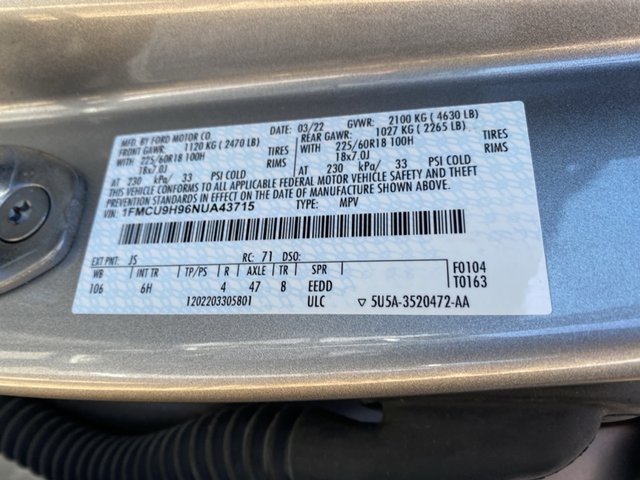 MFD. BY FORD MOTOR CO.
03/22 GVWR: 2100 KG ( 4630 LB)
FRONT GAWR: 1120 KG ( 2470 LB) REAR GAWR: 1027 KG ( 2265 LB)
WITH 225/60R18 100H TIRES WITH 225/60R18 100H TIRES
18x7.0J RIMS 18x7.0J RIMS
AT 230 kPa/ 33 PSI COLD AT 230 kPa/ 33 PSI COLD
THIS VEHICLE CONFORMS TO ALL APPLICABLE FEDERAL MOTOR VEHICLE SAFETY AND THEFT
PREVENTION STANDARDS IN EFFECT ON THE DATE OF MANUFACTURE SHOWN ABOVE.
VIN: 1FMCU9H96NUA43715 TYPE: MPV
EXT PNT: JS RC: 71 DSO:
WB INT TR TP/PS R AXLE TR SPR
106 6H 4 47 8 EEDD
F0104
T0163
1202203305801 ULC ▽ 5U5A-3520472-AA